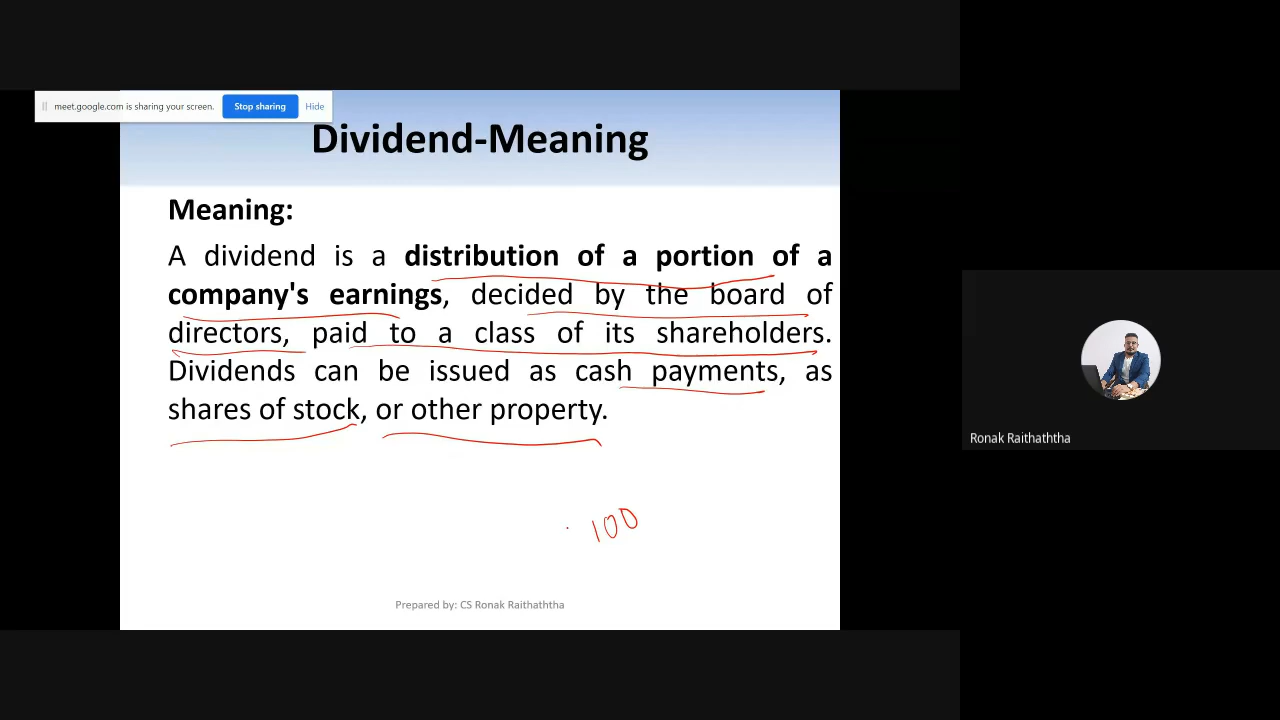 meet.google.com is sharing your screen. Stop sharing Hide
Dividend-Meaning
Meaning:
A dividend is a distribution of a portion of a
company's earnings, decided by the board of
directors, paid to a class of its shareholders.
Dividends can be issued as cash payments, as
shares of stock, or other property.
100
Prepared by: CS Ronak Raithaththa
Ronak Raithaththa